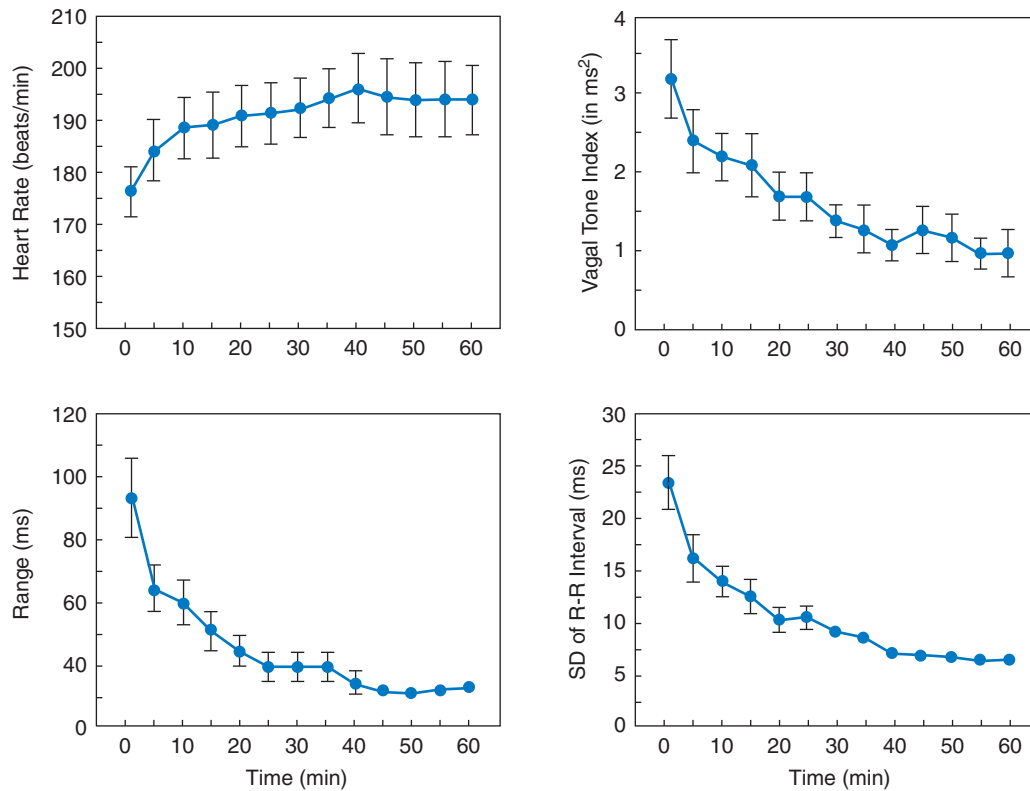 Heart Rate (beats/min)
210
200
190
180
170
160
150
0 10 20 30 40 50 60
Vagal Tone Index (in ms²)
4
3
2
1
0
0 10 20 30 40 50 60
Range (ms)
120
100
80
60
40
0
0 10 20 30 40 50 60
Time (min)
SD of R-R Interval (ms)
30
25
20
15
10
5
0
0 10 20 30 40 50 60
Time (min)